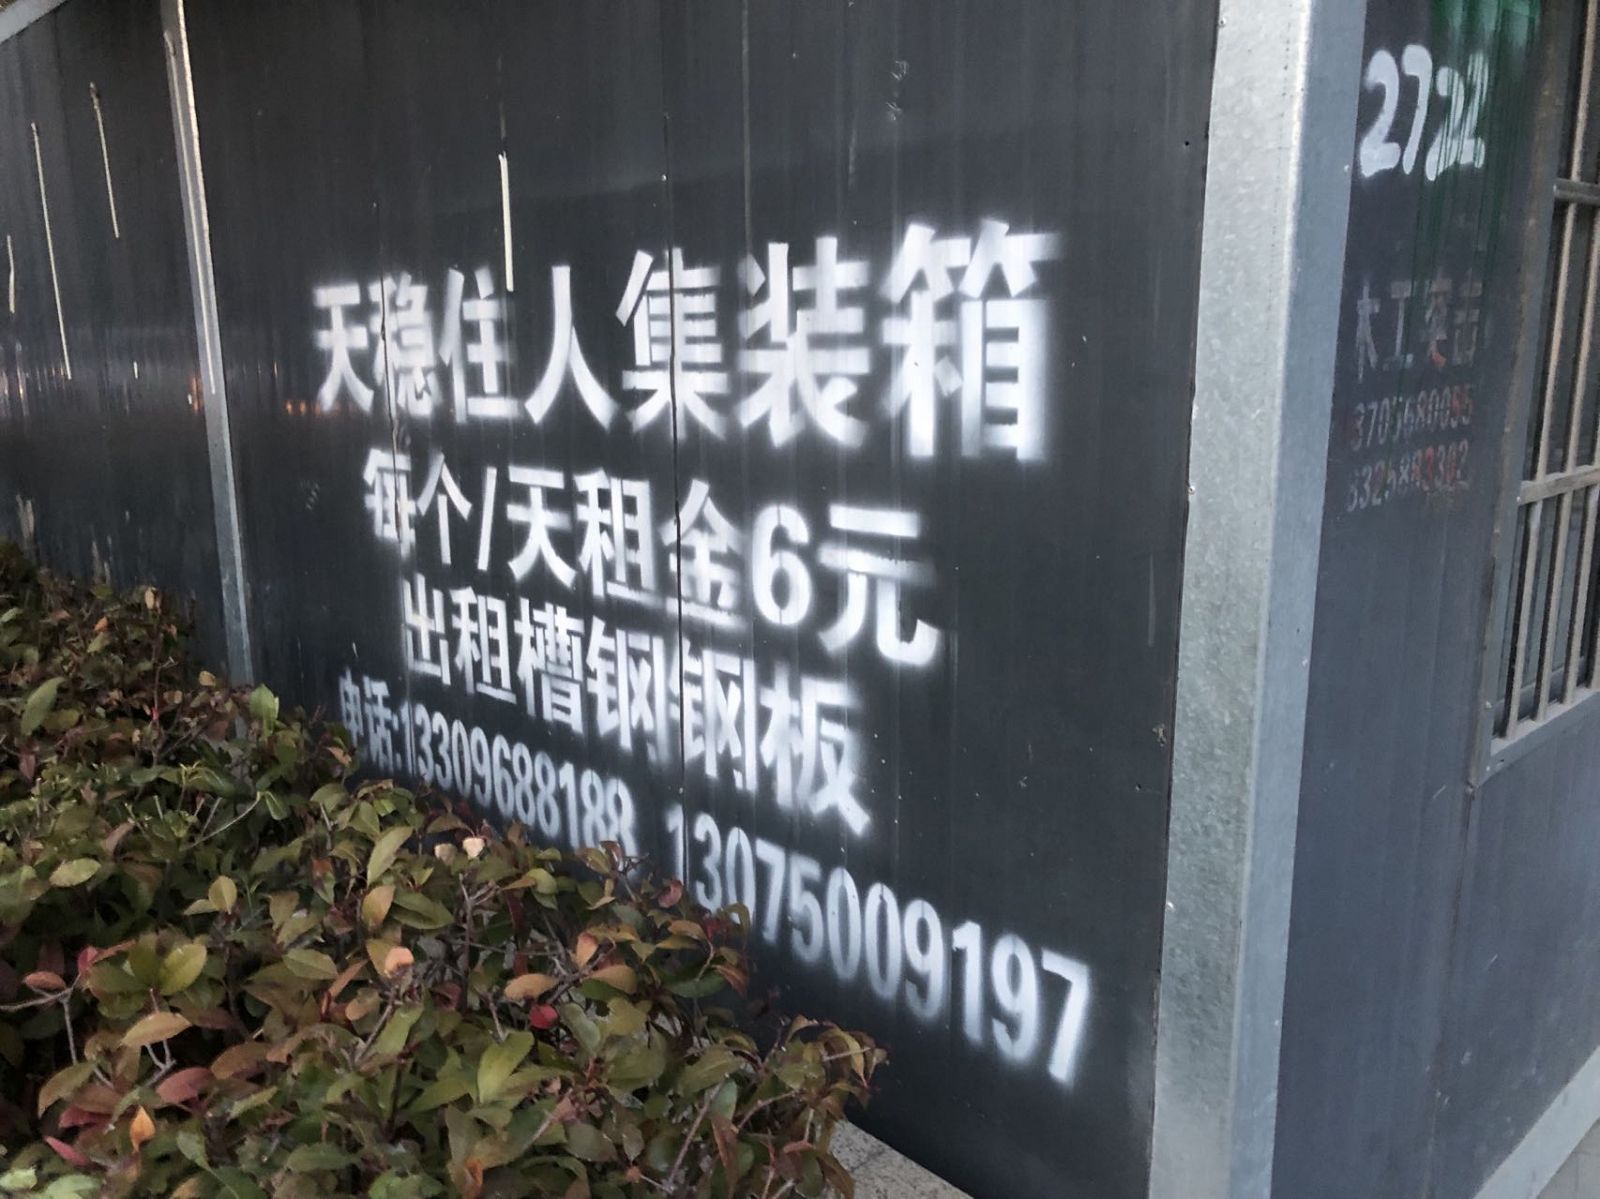 天稳住人集装箱
每个/天租金6元
出租槽钢钢板
电话:13309688188 13075009197
2722
木工